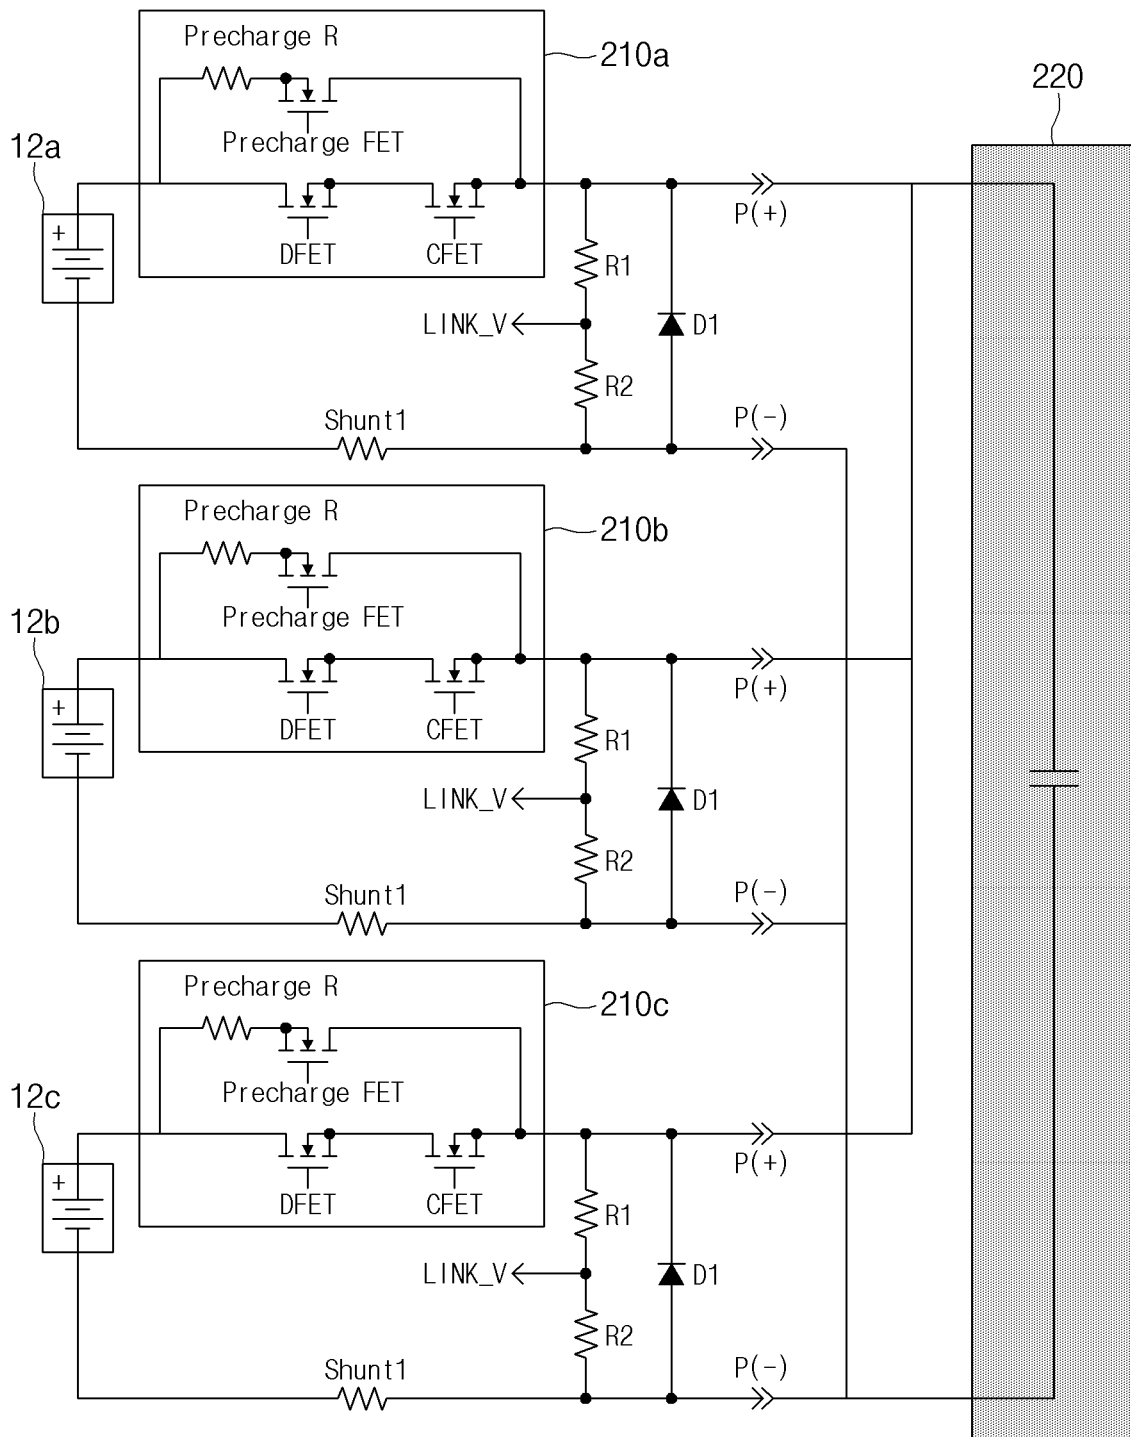 Precharge R
210a
220
12a
Precharge FET
P(+)
+
DFET
CFET
R1
LINK_V
D1
R2
Shunt1
P(-)
Precharge R
210b
12b
Precharge FET
P(+)
+
DFET
CFET
R1
LINK_V
D1
R2
Shunt1
P(-)
Precharge R
210c
12c
Precharge FET
P(+)
+
DFET
CFET
R1
LINK_V
D1
R2
Shunt1
P(-)